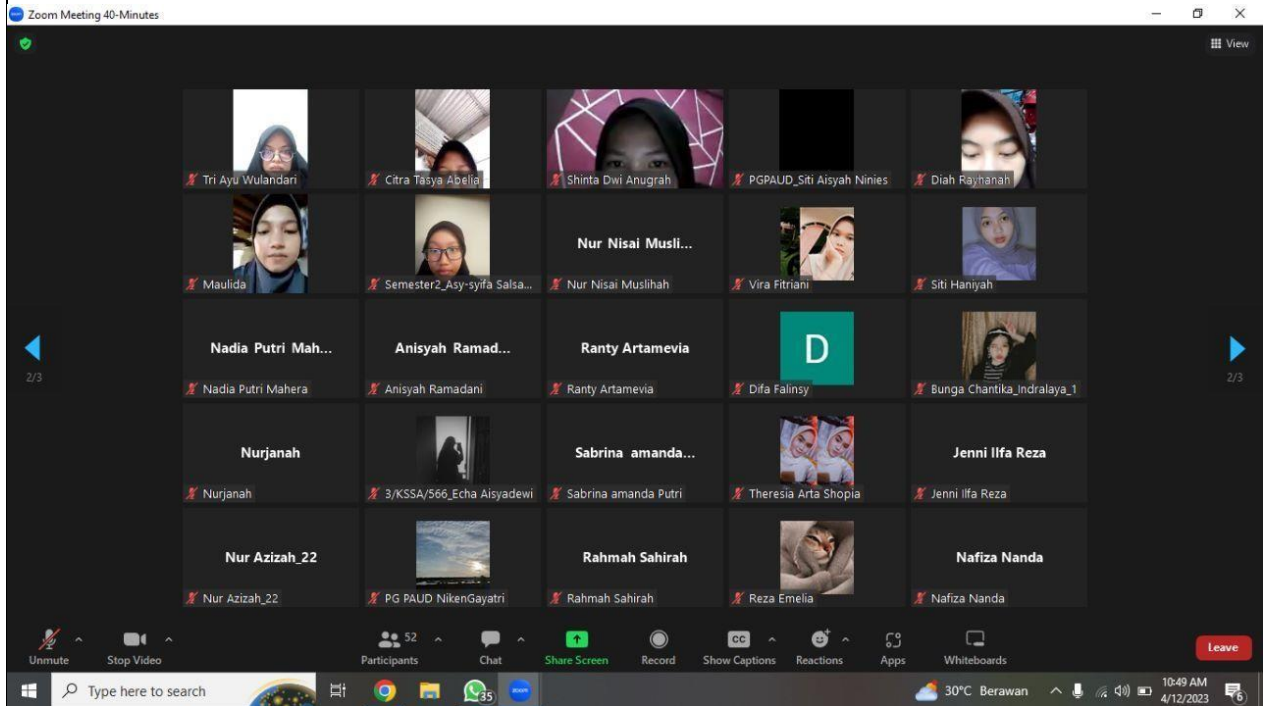 Zoom Meeting 40-Minutes
View
Tri Ayu Wulandari
Citra Tasya Abelia
Shinta Dwi Anugrah
PGPAUD_Siti Aisyah Ninies
Diah Rayhanah
Maulida
Semester2_Asy-syifa Salsa...
Nur Nisai Musli...
Nur Nisai Muslihah
Vira Fitriani
Siti Haniyah
Nadia Putri Mah...
Nadia Putri Mahera
Anisyah Ramad...
Anisyah Ramadani
Ranty Artamevia
Ranty Artamevia
D
Difa Falinsy
Bunga Chantika_Indralaya_1
2/3
2/3
Nurjanah
Nurjanah
3/KSSA/566_Echa Aisyadewi
Sabrina amanda...
Sabrina amanda Putri
Theresia Arta Shopia
Jenni Ilfa Reza
Jenni Ilfa Reza
Nur Azizah_22
Nur Azizah_22
PG PAUD NikenGayatri
Rahmah Sahirah
Rahmah Sahirah
Reza Emelia
Nafiza Nanda
Nafiza Nanda
Unmute
Stop Video
52
Participants
Chat
Share Screen
Record
CC
Show Captions
Reactions
Apps
Whiteboards
Leave
Type here to search
35
zoom
30°C Berawan
10:49 AM
4/12/2023
6